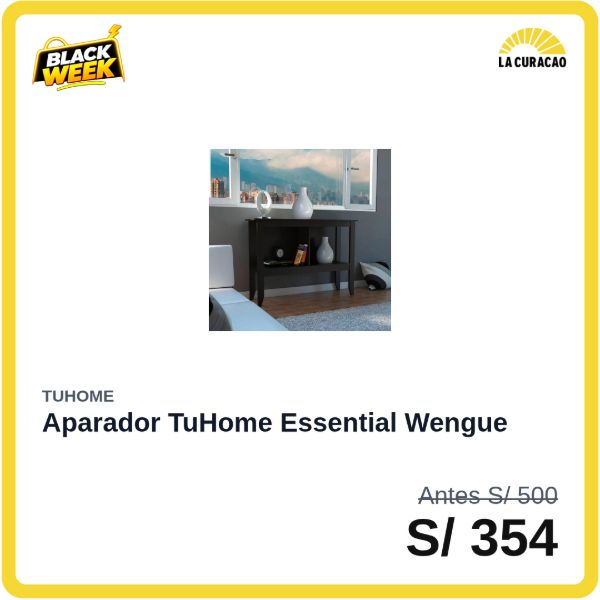 BLACK
WEEK
LA CURACAO
TUHOME
Aparador TuHome Essential Wengue
Antes S/ 500
S/ 354